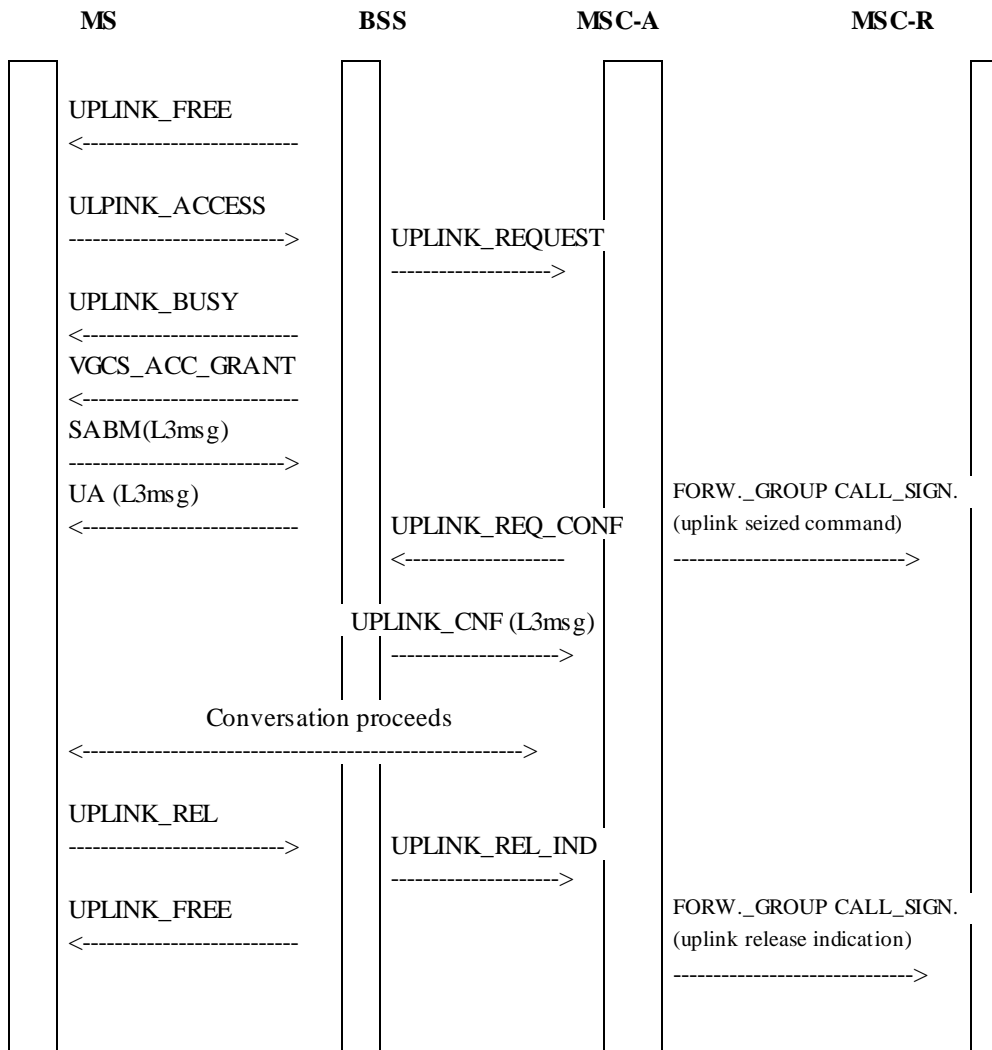 MS BSS MSC-A MSC-R
UPLINK_FREE
<---------------------------
ULPINK_ACCESS
--------------------------->
UPLINK_REQUEST
-------------------->
UPLINK_BUSY
<---------------------------
VGCS_ACC_GRANT
<---------------------------
SABM(L3msg)
--------------------------->
UA (L3msg)
<---------------------------
UPLINK_REQ_CONF
<--------------------
FORW._GROUP CALL_SIGN.
(uplink seized command)
----------------------------->
UPLINK_CNF (L3msg)
--------------------->
Conversation proceeds
<------------------------------------------------------->
UPLINK_REL
--------------------------->
UPLINK_REL_IND
--------------------->
UPLINK_FREE
<---------------------------
FORW._GROUP CALL_SIGN.
(uplink release indication)
------------------------------>